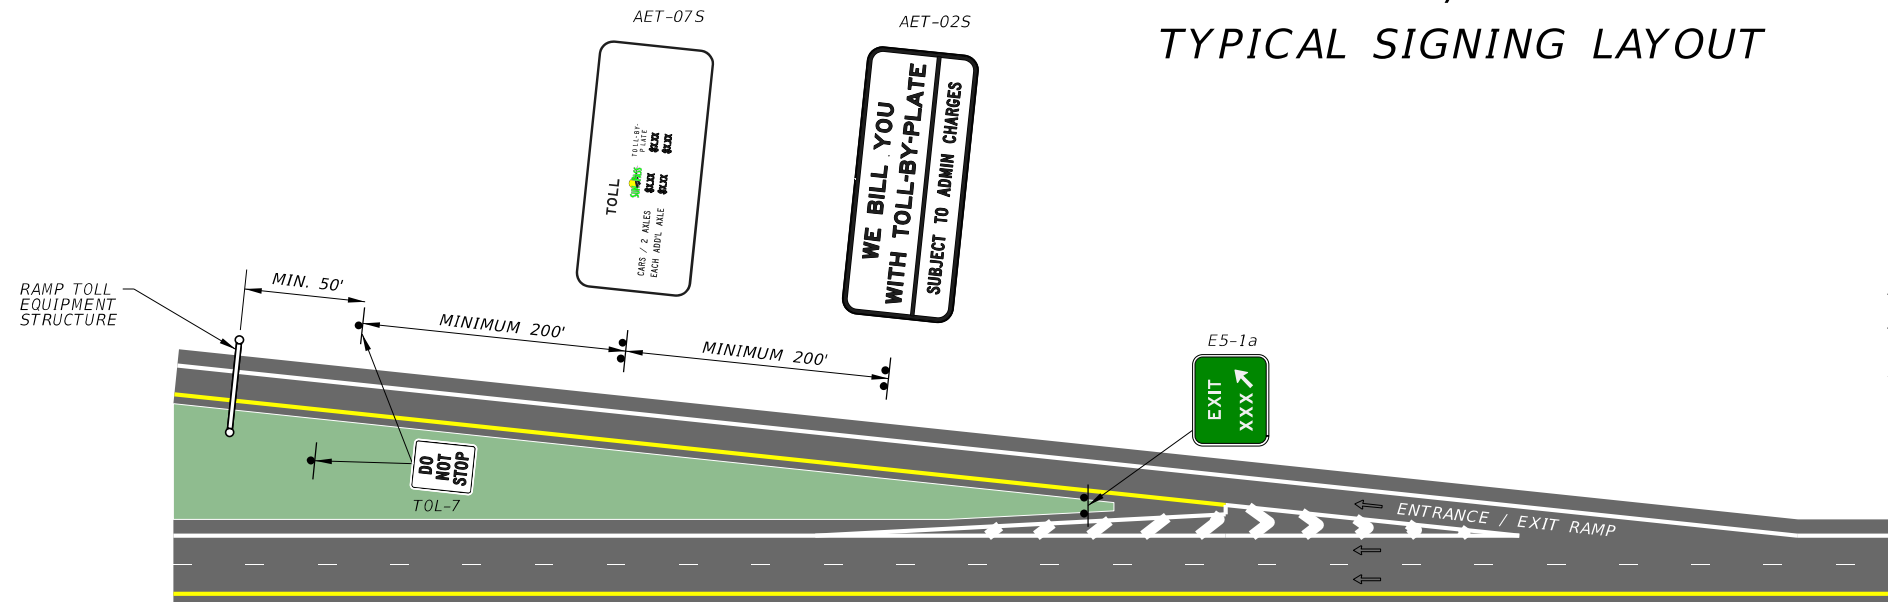 TYPICAL SIGNING LAYOUT
AET-07S
AET-02S
TOLL
TOLL-BY-
PLATE
CARS / 2 AXLES $X.XX $X.XX
EACH ADD'L AXLE $X.XX $X.XX
WE BILL YOU
WITH TOLL-BY-PLATE
SUBJECT TO ADMIN CHARGES
RAMP TOLL
EQUIPMENT
STRUCTURE
MIN. 50'
MINIMUM 200'
MINIMUM 200'
E5-1a
EXIT
XXX
DO
NOT
STOP
TOL-7
ENTRANCE / EXIT RAMP